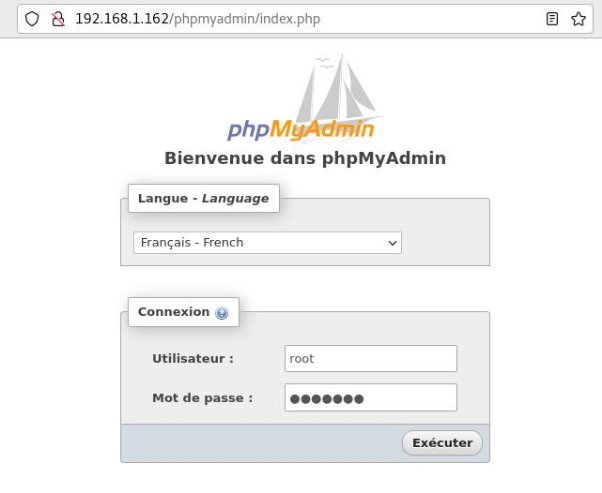 192.168.1.162/phpmyadmin/index.php
phpMyAdmin
Bienvenue dans phpMyAdmin
Langue - Language
Français - French
Connexion
Utilisateur :
root
Mot de passe :
●●●●●●●
Exécuter